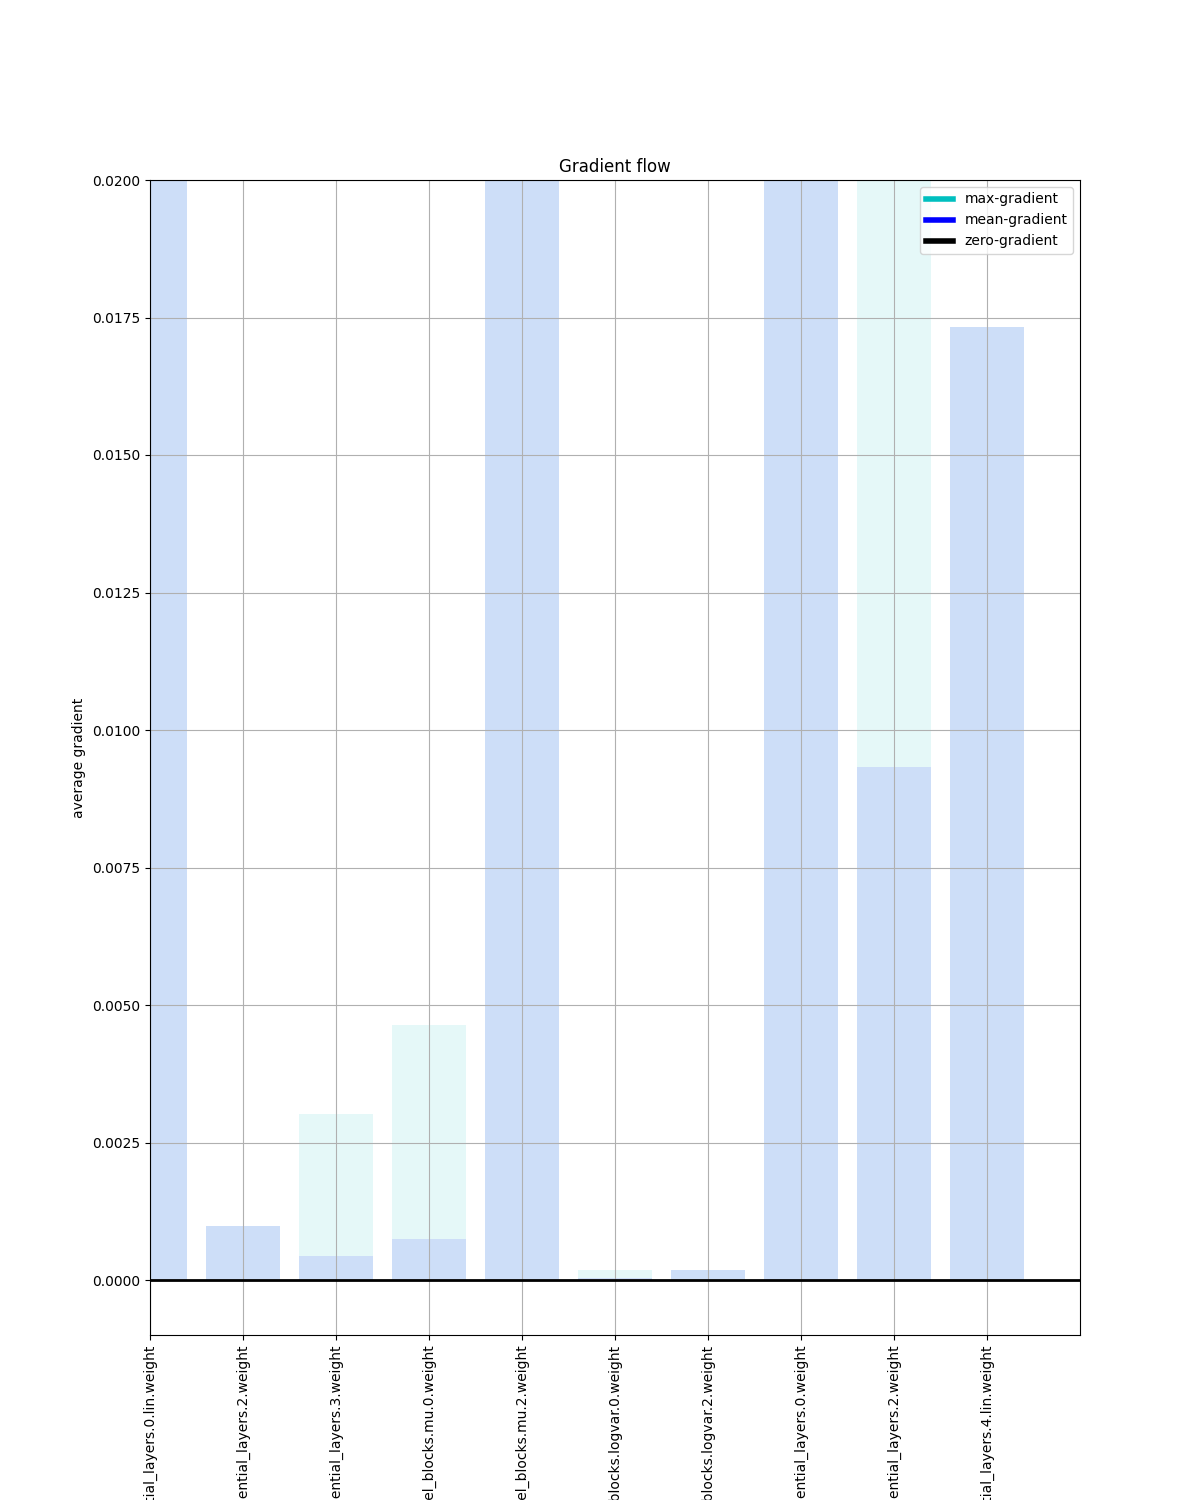 Gradient flow
max-gradient
mean-gradient
zero-gradient
0.0200
0.0175
0.0150
0.0125
0.0100
0.0075
0.0050
0.0025
0.0000
average gradient
tial_layers.0.lin.weight
ential_layers.2.weight
ential_layers.3.weight
el_blocks.mu.0.weight
el_blocks.mu.2.weight
blocks.logvar.0.weight
blocks.logvar.2.weight
ential_layers.0.weight
ential_layers.2.weight
tial_layers.4.lin.weight